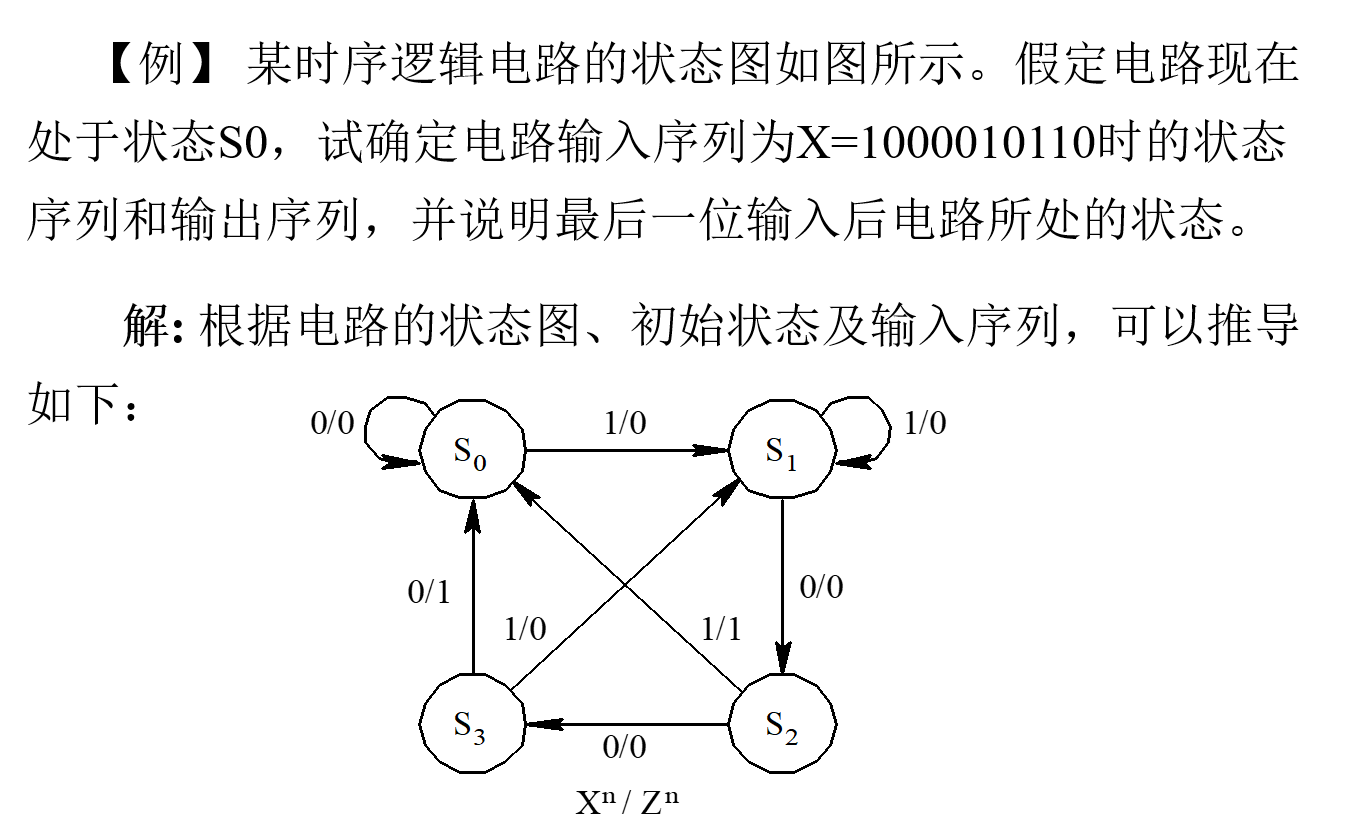 【例】 某时序逻辑电路的状态图如图所示。假定电路现在
处于状态S0，试确定电路输入序列为X=1000010110时的状态
序列和输出序列，并说明最后一位输入后电路所处的状态。
解: 根据电路的状态图、初始状态及输入序列，可以推导
如下：
0/0
S₀
1/0
S₁
1/0
0/1
1/0
1/1
0/0
S₃
0/0
S₂
Xⁿ / Zⁿ